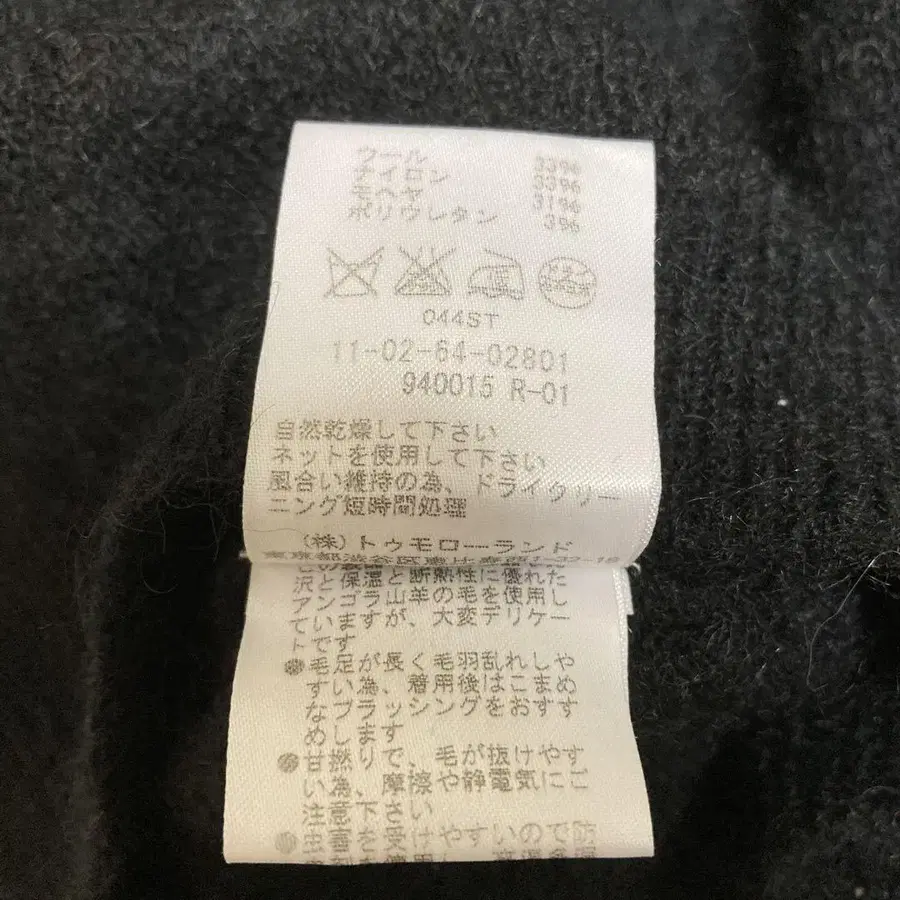 ウール 33%
ナイロン 33%
モヘヤ 31%
ポリウレタン 3%
044ST
11-02-64-02801
940015 R-01
自然乾燥して下さい
ネットを使用して下さい
風合い維持の為、ドライクリー
ニング短時間処理
(株)トゥモローランド
東京都渋谷区恵比寿
沢と保温と断熱性に優れた
アンゴラ山羊の毛を使用し
ていますが、大変デリケー
トです
●毛足が長く毛羽乱れしや
すい為、着用後はこまめ
なブラッシングをおすす
めします
●甘撚りで、毛が抜けやす
い為、摩擦や静電気にご
注意下さい
●虫害を受けやすいので防